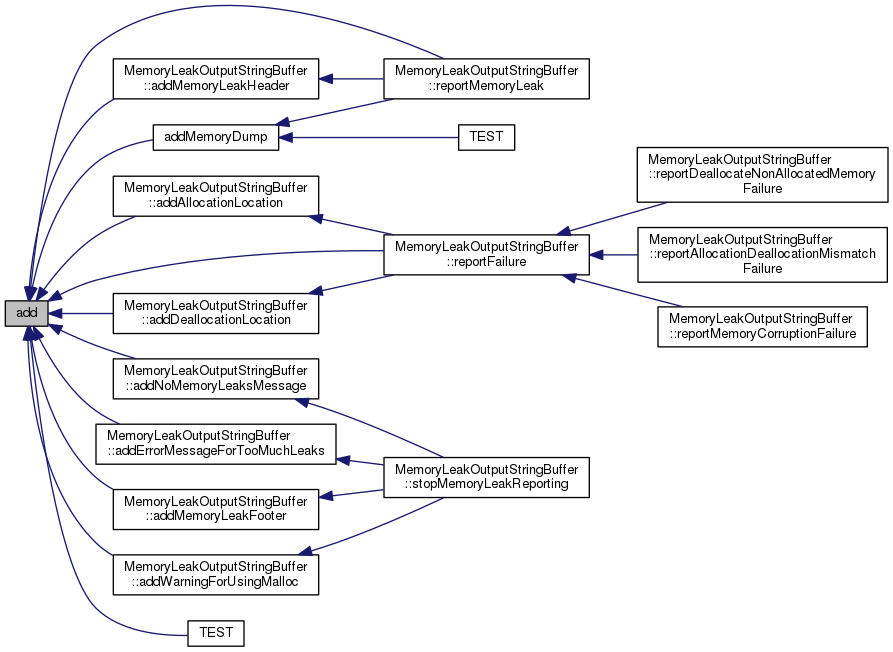 MemoryLeakOutputStringBuffer
::addMemoryLeakHeader
MemoryLeakOutputStringBuffer
::reportMemoryLeak
addMemoryDump
TEST
MemoryLeakOutputStringBuffer
::reportDeallocateNonAllocatedMemory
Failure
MemoryLeakOutputStringBuffer
::addAllocationLocation
MemoryLeakOutputStringBuffer
::reportFailure
MemoryLeakOutputStringBuffer
::reportAllocationDeallocationMismatch
Failure
add
MemoryLeakOutputStringBuffer
::addDeallocationLocation
MemoryLeakOutputStringBuffer
::reportMemoryCorruptionFailure
MemoryLeakOutputStringBuffer
::addNoMemoryLeaksMessage
MemoryLeakOutputStringBuffer
::addErrorMessageForTooMuchLeaks
MemoryLeakOutputStringBuffer
::stopMemoryLeakReporting
MemoryLeakOutputStringBuffer
::addMemoryLeakFooter
MemoryLeakOutputStringBuffer
::addWarningForUsingMalloc
TEST